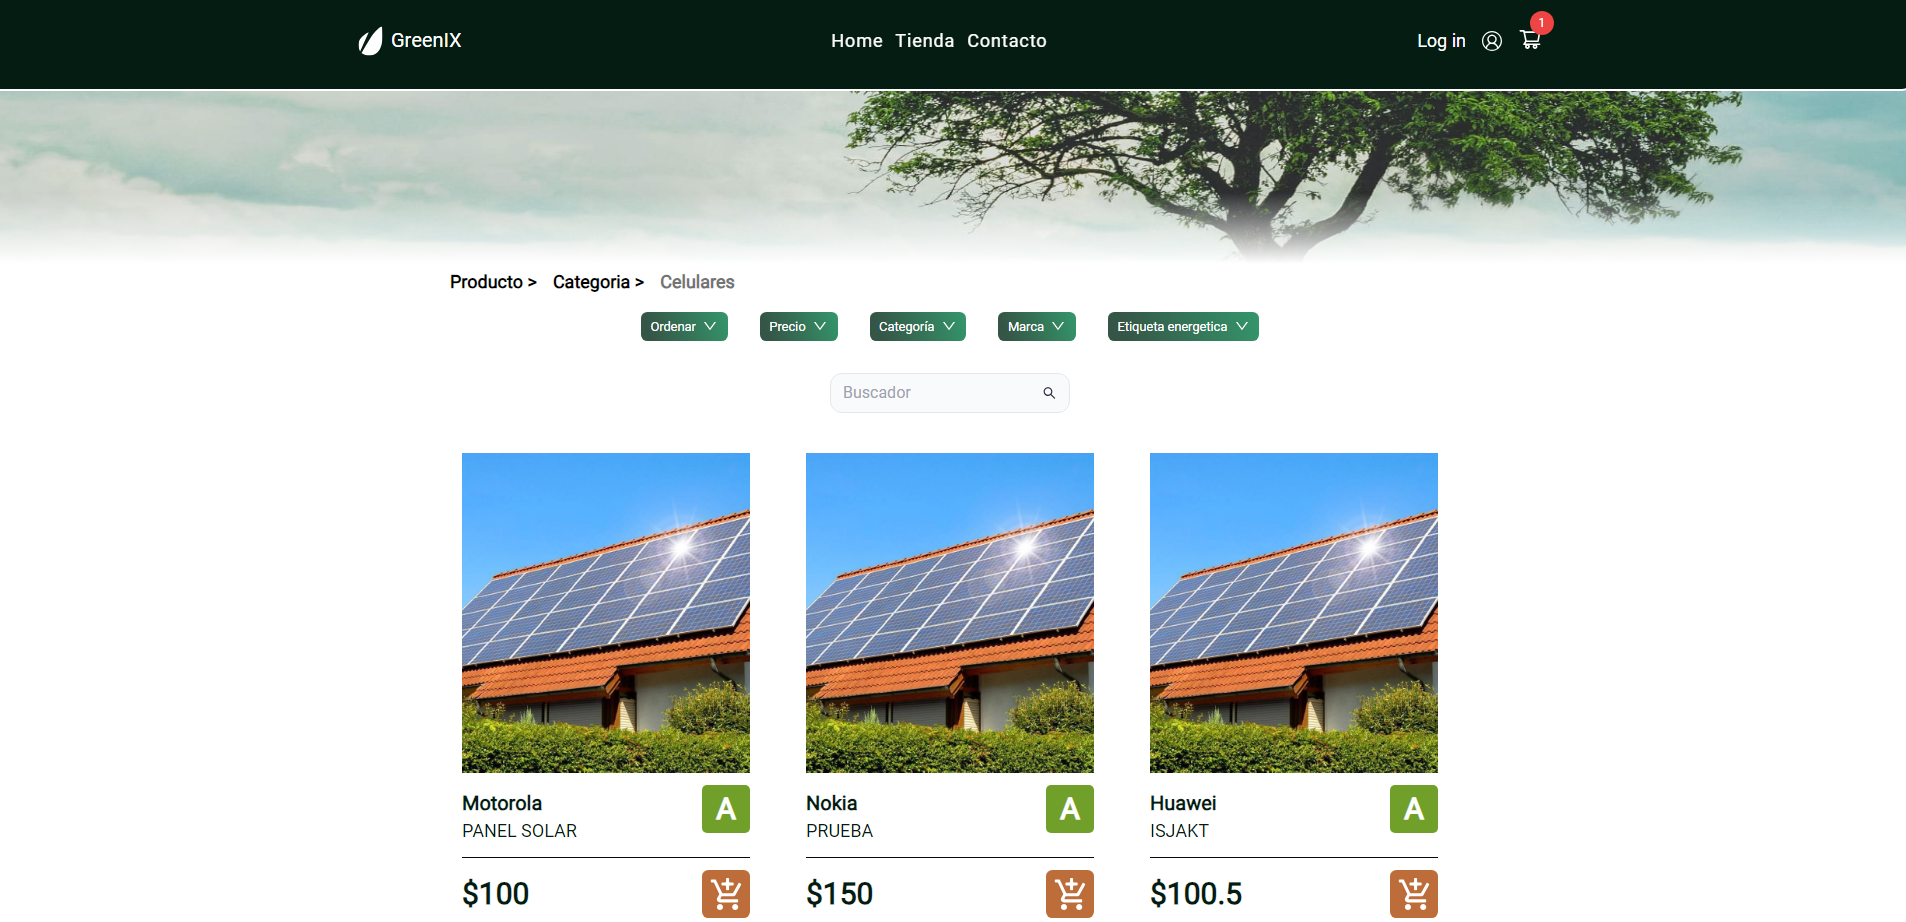 GreenIX
Home Tienda Contacto
Log in
1
Producto > Categoria > Celulares
Ordenar Precio Categoría Marca Etiqueta energetica
Buscador
Motorola
PANEL SOLAR
A
$100
Nokia
PRUEBA
A
$150
Huawei
ISJAKT
A
$100.5